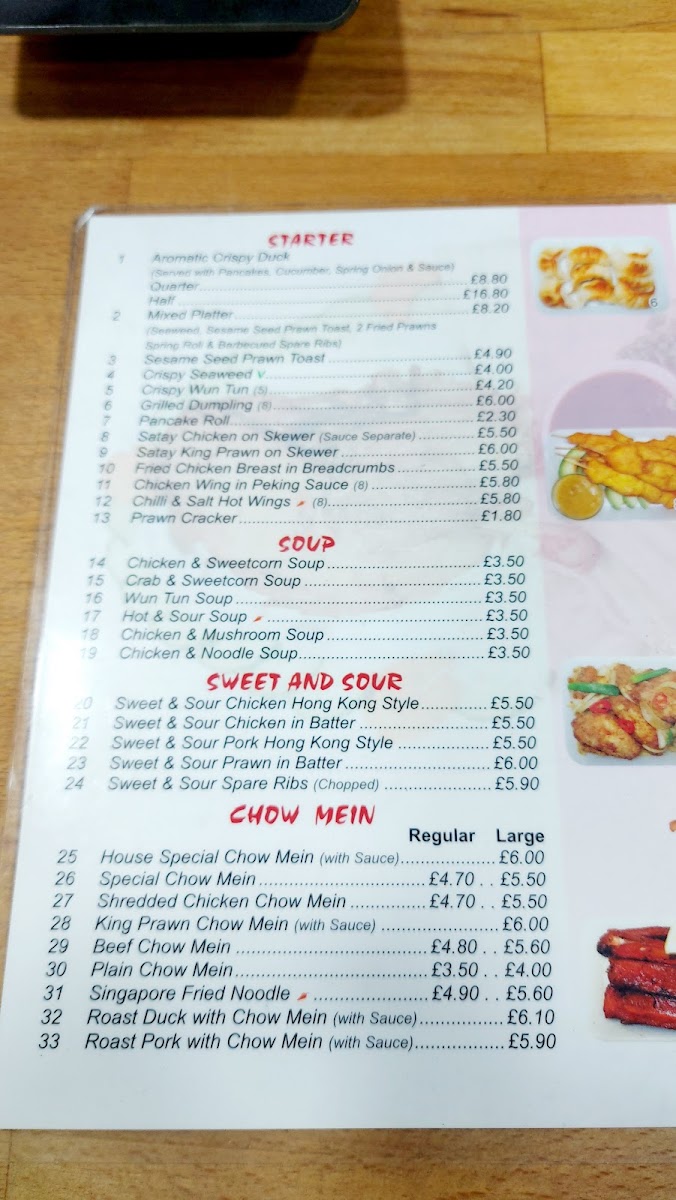 STARTER
1 Aromatic Crispy Duck
(Served with Pancakes, Cucumber, Spring Onion & Sauce)
Quarter £8.80
Half £16.80
2 Mixed Platter £8.20
(Seaweed, Sesame Seed Prawn Toast, 2 Fried Prawns
Spring Roll & Barbecued Spare Ribs)
3 Sesame Seed Prawn Toast £4.90
4 Crispy Seaweed V £4.00
5 Crispy Wun Tun (5) £4.20
6 Grilled Dumpling (8) £6.00
7 Pancake Roll £2.30
8 Satay Chicken on Skewer (Sauce Separate) £5.50
9 Satay King Prawn on Skewer £6.00
10 Fried Chicken Breast in Breadcrumbs £5.50
11 Chicken Wing in Peking Sauce (8) £5.80
12 Chilli & Salt Hot Wings (8) £5.80
13 Prawn Cracker £1.80
SOUP
14 Chicken & Sweetcorn Soup £3.50
15 Crab & Sweetcorn Soup £3.50
16 Wun Tun Soup £3.50
17 Hot & Sour Soup £3.50
18 Chicken & Mushroom Soup £3.50
19 Chicken & Noodle Soup £3.50
SWEET AND SOUR
20 Sweet & Sour Chicken Hong Kong Style £5.50
21 Sweet & Sour Chicken in Batter £5.50
22 Sweet & Sour Pork Hong Kong Style £5.50
23 Sweet & Sour Prawn in Batter £6.00
24 Sweet & Sour Spare Ribs (Chopped) £5.90
CHOW MEIN
Regular Large
25 House Special Chow Mein (with Sauce) £6.00
26 Special Chow Mein £4.70 .. £5.50
27 Shredded Chicken Chow Mein £4.70 .. £5.50
28 King Prawn Chow Mein (with Sauce) £6.00
29 Beef Chow Mein £4.80 .. £5.60
30 Plain Chow Mein £3.50 .. £4.00
31 Singapore Fried Noodle £4.90 .. £5.60
32 Roast Duck with Chow Mein (with Sauce) £6.10
33 Roast Pork with Chow Mein (with Sauce) £5.90
6